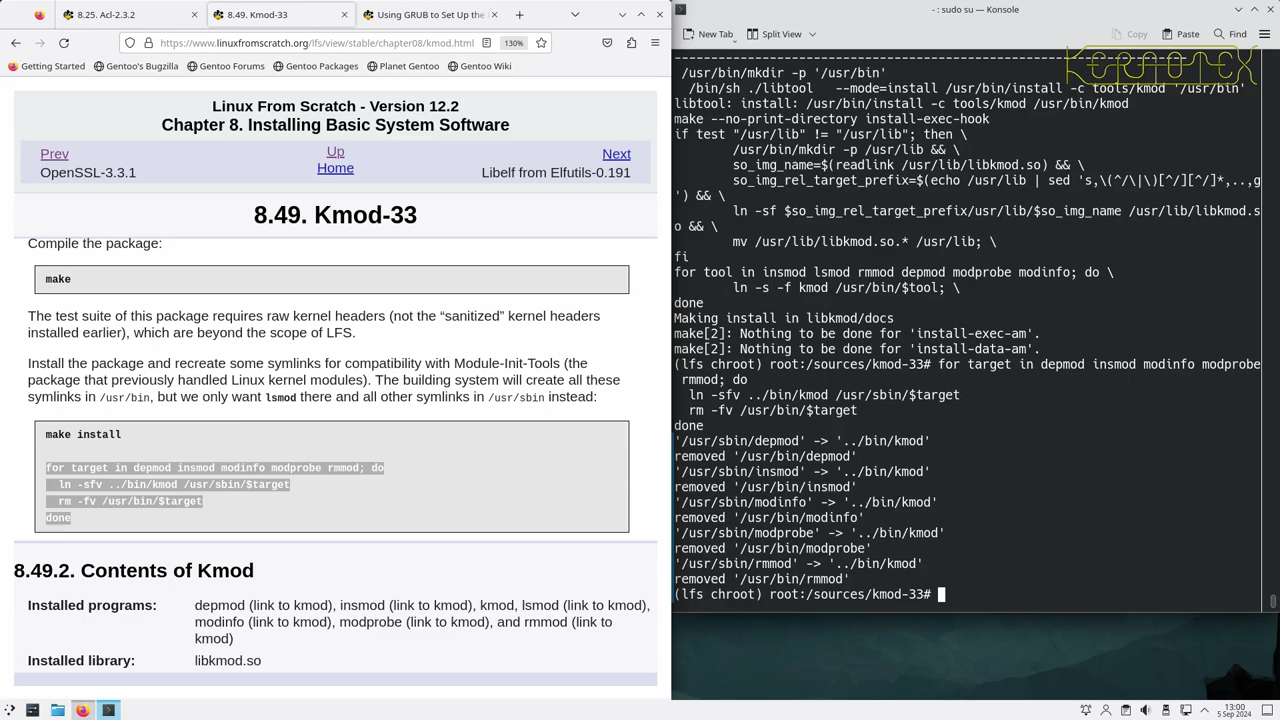 8.25. Acl-2.3.2
8.49. Kmod-33
Using GRUB to Set Up the
https://www.linuxfromscratch.org/lfs/view/stable/chapter08/kmod.html
130%
Getting Started
Gentoo's Bugzilla
Gentoo Forums
Gentoo Packages
Planet Gentoo
Gentoo Wiki
Linux From Scratch - Version 12.2
Chapter 8. Installing Basic System Software
Prev
Up
Next
OpenSSL-3.3.1
Home
Libelf from Elfutils-0.191
8.49. Kmod-33
Compile the package:
make
The test suite of this package requires raw kernel headers (not the “sanitized” kernel headers
installed earlier), which are beyond the scope of LFS.
Install the package and recreate some symlinks for compatibility with Module-Init-Tools (the
package that previously handled Linux kernel modules). The building system will create all these
symlinks in /usr/bin, but we only want lsmod there and all other symlinks in /usr/sbin instead:
make install
for target in depmod insmod modinfo modprobe rmmod; do
  ln -sfv ../bin/kmod /usr/sbin/$target
  rm -fv /usr/bin/$target
done
8.49.2. Contents of Kmod
Installed programs:
depmod (link to kmod), insmod (link to kmod), kmod, lsmod (link to kmod),
modinfo (link to kmod), modprobe (link to kmod), and rmmod (link to
kmod)
Installed library:
libkmod.so
- : sudo su — Konsole
New Tab
Split View
Copy
Paste
Find
KERNOTEX
--------------------------------------------------------------------------------
 /usr/bin/mkdir -p '/usr/bin'
  /bin/sh ./libtool   --mode=install /usr/bin/install -c tools/kmod '/usr/bin'
libtool: install: /usr/bin/install -c tools/kmod /usr/bin/kmod
make --no-print-directory install-exec-hook
if test "/usr/lib" != "/usr/lib"; then \
        /usr/bin/mkdir -p /usr/lib && \
        so_img_name=$(readlink /usr/lib/libkmod.so) && \
        so_img_rel_target_prefix=$(echo /usr/lib | sed 's,\(^/\|\)[^/][^/]*,..,g
') && \
        ln -sf $so_img_rel_target_prefix/usr/lib/$so_img_name /usr/lib/libkmod.s
o && \
        mv /usr/lib/libkmod.so.* /usr/lib; \
fi
for tool in insmod lsmod rmmod depmod modprobe modinfo; do \
        ln -s -f kmod /usr/bin/$tool; \
done
Making install in libkmod/docs
make[2]: Nothing to be done for 'install-exec-am'.
make[2]: Nothing to be done for 'install-data-am'.
(lfs chroot) root:/sources/kmod-33# for target in depmod insmod modinfo modprobe
 rmmod; do
  ln -sfv ../bin/kmod /usr/sbin/$target
  rm -fv /usr/bin/$target
done
'/usr/sbin/depmod' -> '../bin/kmod'
removed '/usr/bin/depmod'
'/usr/sbin/insmod' -> '../bin/kmod'
removed '/usr/bin/insmod'
'/usr/sbin/modinfo' -> '../bin/kmod'
removed '/usr/bin/modinfo'
'/usr/sbin/modprobe' -> '../bin/kmod'
removed '/usr/bin/modprobe'
'/usr/sbin/rmmod' -> '../bin/kmod'
removed '/usr/bin/rmmod'
(lfs chroot) root:/sources/kmod-33#
13:00
5 Sep 2024